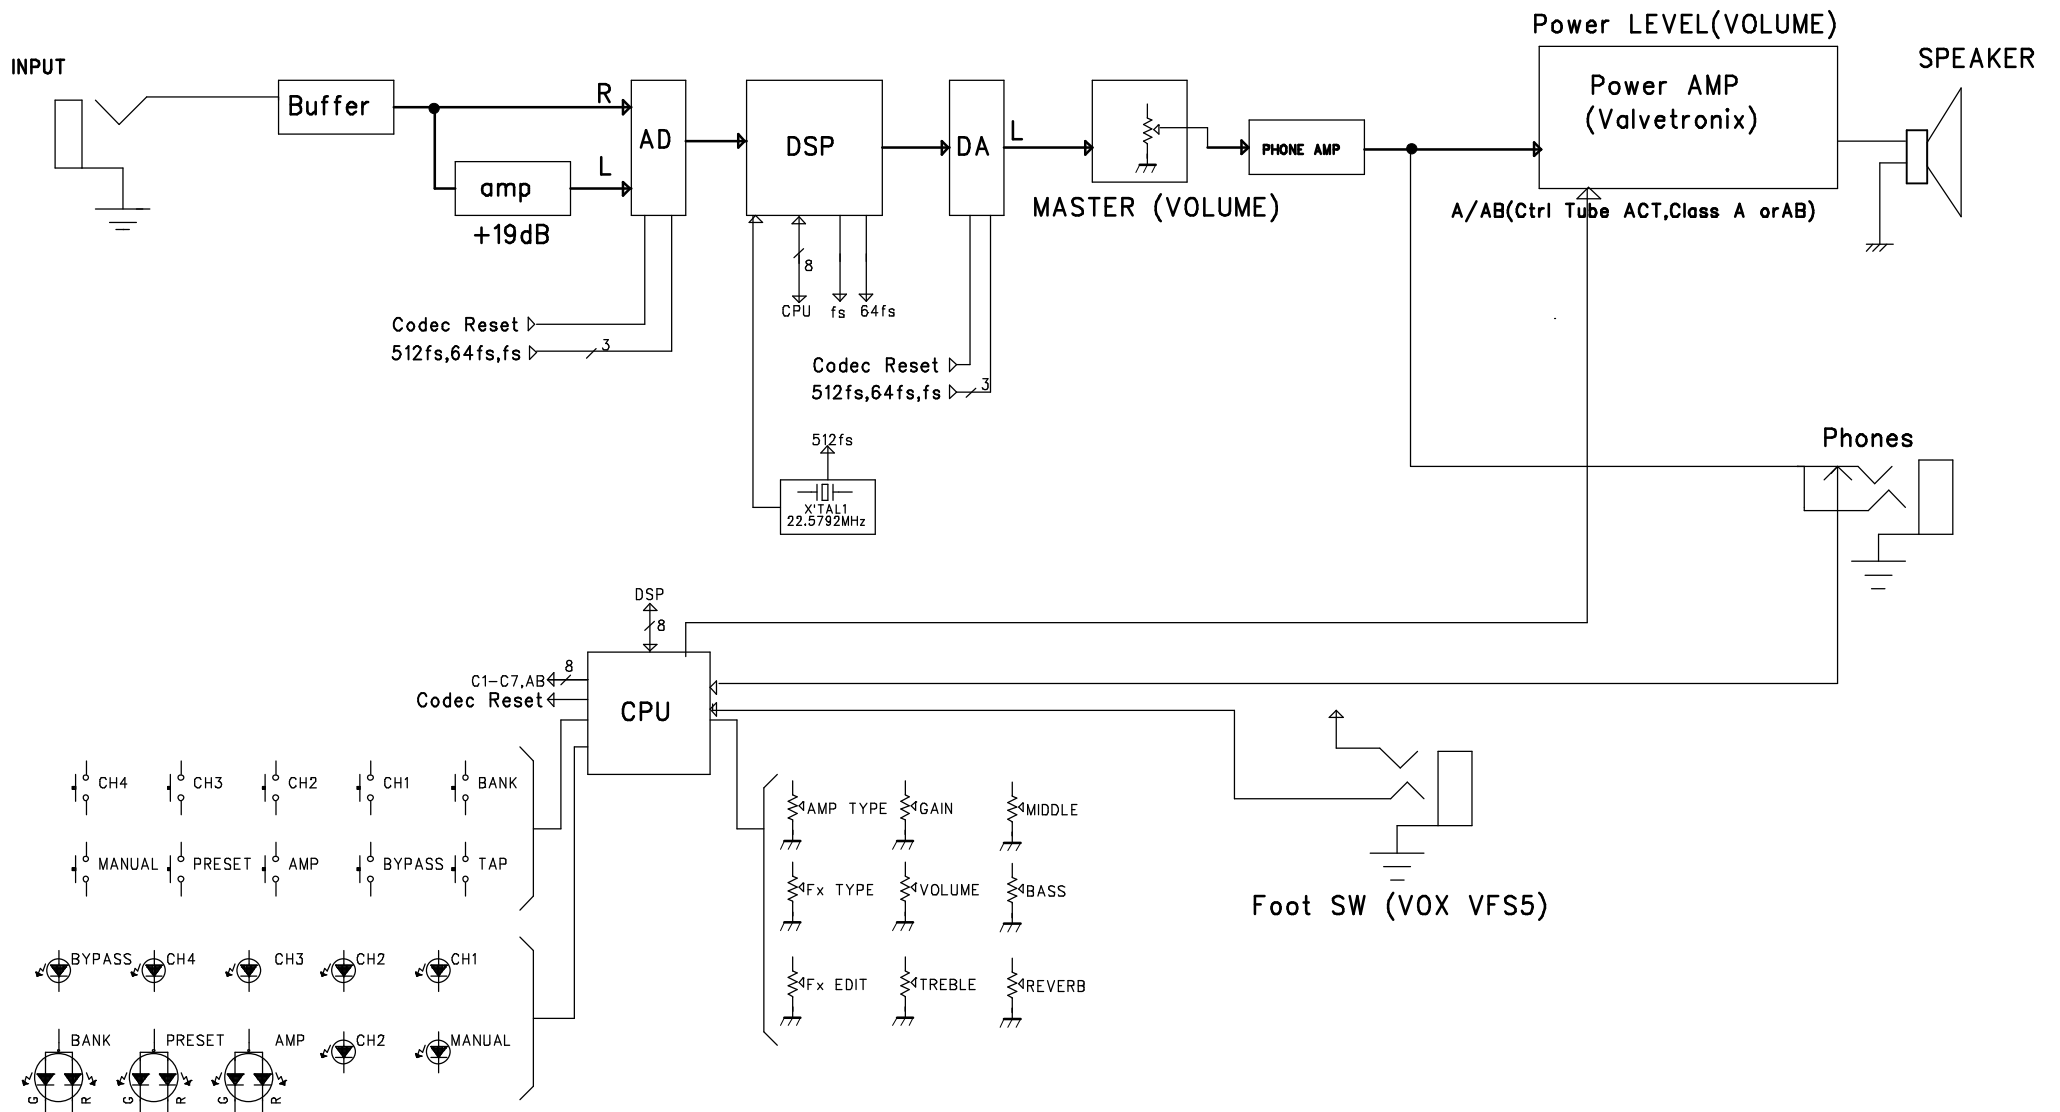 Power LEVEL(VOLUME)
INPUT
SPEAKER
Buffer
R
AD
DSP
DA
L
Power AMP
(Valvetronix)
PHONE AMP
amp
L
+19dB
MASTER (VOLUME)
A/AB(Ctrl Tube ACT,Class A orAB)
8
CPU
fs
64fs
Codec Reset
512fs,64fs,fs
3
Codec Reset
512fs,64fs,fs
3
512fs
X'TAL1
22.5792MHz
Phones
DSP
8
C1-C7,AB
8
Codec Reset
CPU
CH4
CH3
CH2
CH1
BANK
MANUAL
PRESET
AMP
BYPASS
TAP
AMP TYPE
GAIN
MIDDLE
Fx TYPE
VOLUME
BASS
Fx EDIT
TREBLE
REVERB
Foot SW (VOX VFS5)
BYPASS
CH4
CH3
CH2
CH1
BANK
PRESET
AMP
CH2
MANUAL
G
R
G
R
G
R